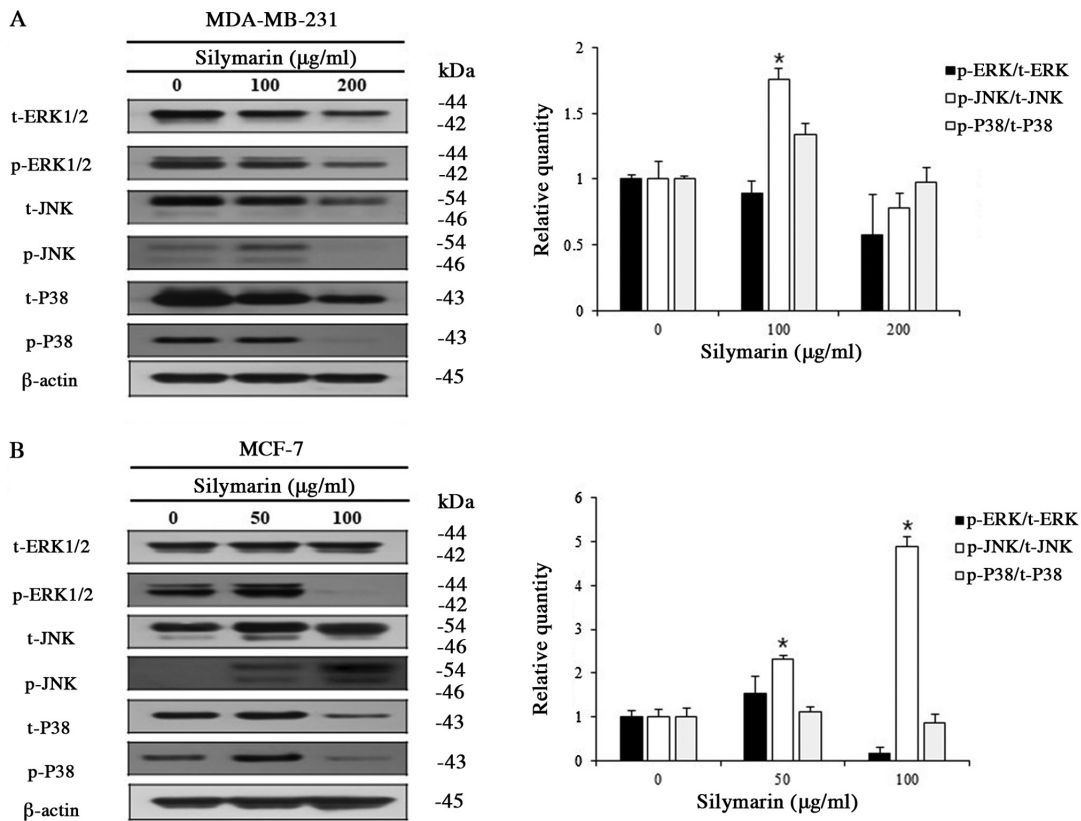 A
MDA-MB-231
Silymarin (μg/ml)
0 100 200
kDa
t-ERK1/2
-44
-42
p-ERK1/2
-44
-42
t-JNK
-54
-46
p-JNK
-54
-46
t-P38
-43
p-P38
-43
β-actin
-45
Relative quantity
2
1.5
1
0.5
0
*
0 100 200
Silymarin (μg/ml)
p-ERK/t-ERK
p-JNK/t-JNK
p-P38/t-P38
B
MCF-7
Silymarin (μg/ml)
0 50 100
kDa
t-ERK1/2
-44
-42
p-ERK1/2
-44
-42
t-JNK
-54
-46
p-JNK
-54
-46
t-P38
-43
p-P38
-43
β-actin
-45
Relative quantity
6
5
4
3
2
1
0
*
*
0 50 100
Silymarin (μg/ml)
p-ERK/t-ERK
p-JNK/t-JNK
p-P38/t-P38